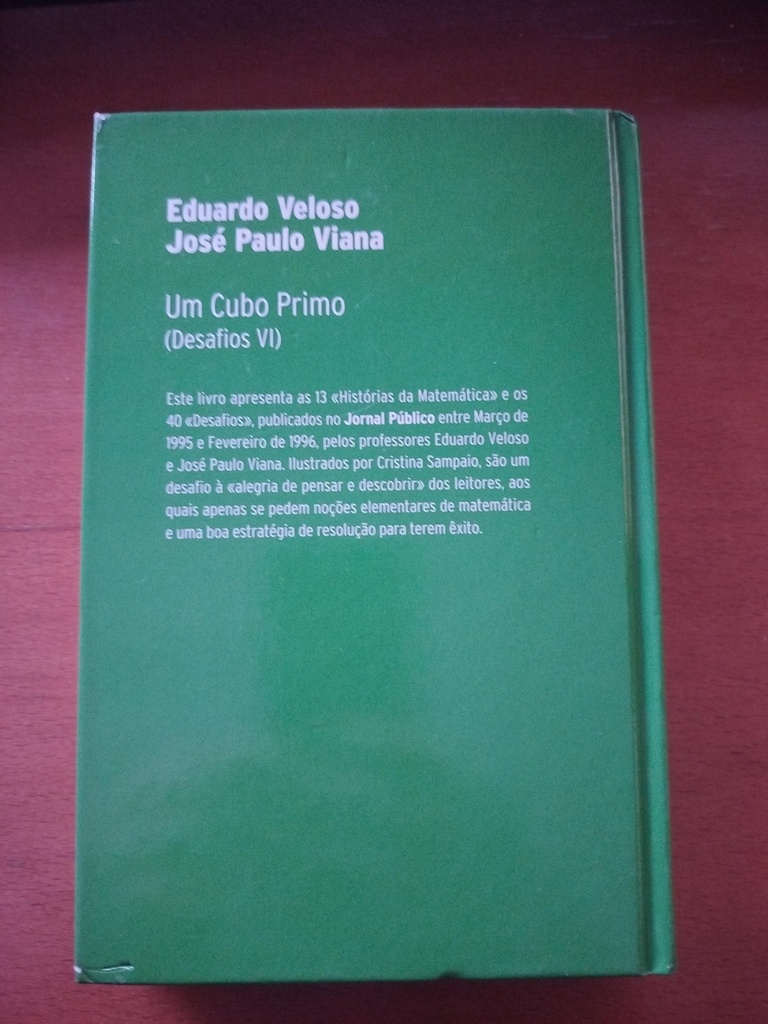 Eduardo Veloso
José Paulo Viana
Um Cubo Primo
(Desafios VI)
Este livro apresenta as 13 «Histórias da Matemática» e os
40 «Desafios», publicados no Jornal Público entre Março de
1995 e Fevereiro de 1996, pelos professores Eduardo Veloso
e José Paulo Viana. Ilustrados por Cristina Sampaio, são um
desafio à «alegria de pensar e descobrir» dos leitores, aos
quais apenas se pedem noções elementares de matemática
e uma boa estratégia de resolução para terem êxito.